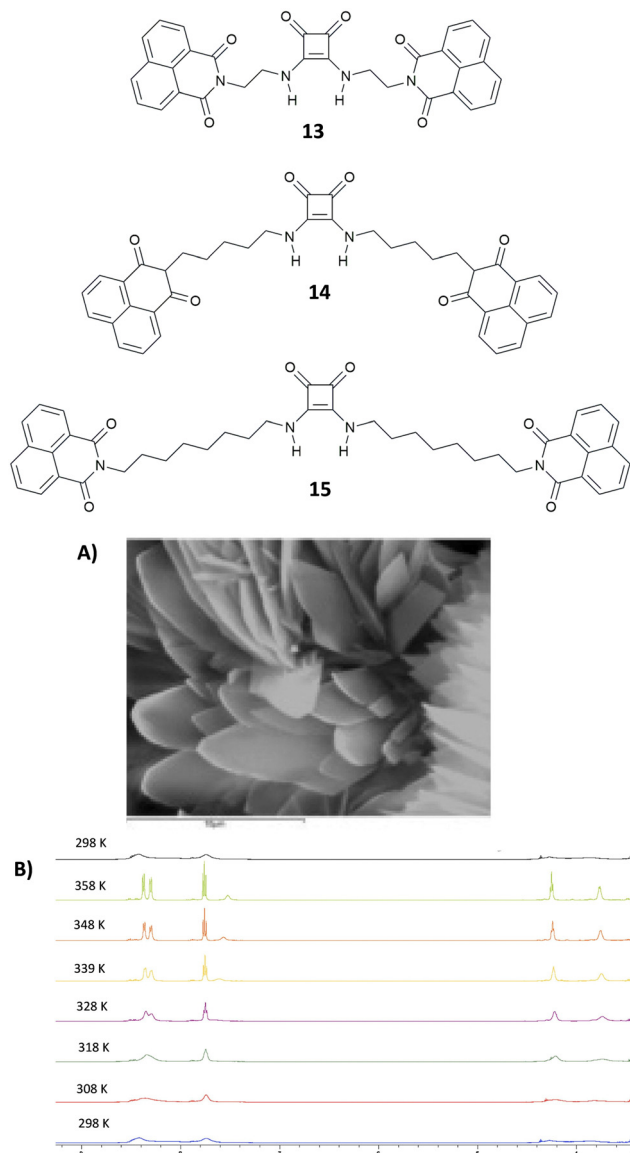 O O
O O
N N N N
H H
O O
13
O O
O N N O
H H
O O
14
O O
O N N O
H H
N N
O O
15
A)
298 K
B)
358 K
348 K
339 K
328 K
318 K
308 K
298 K